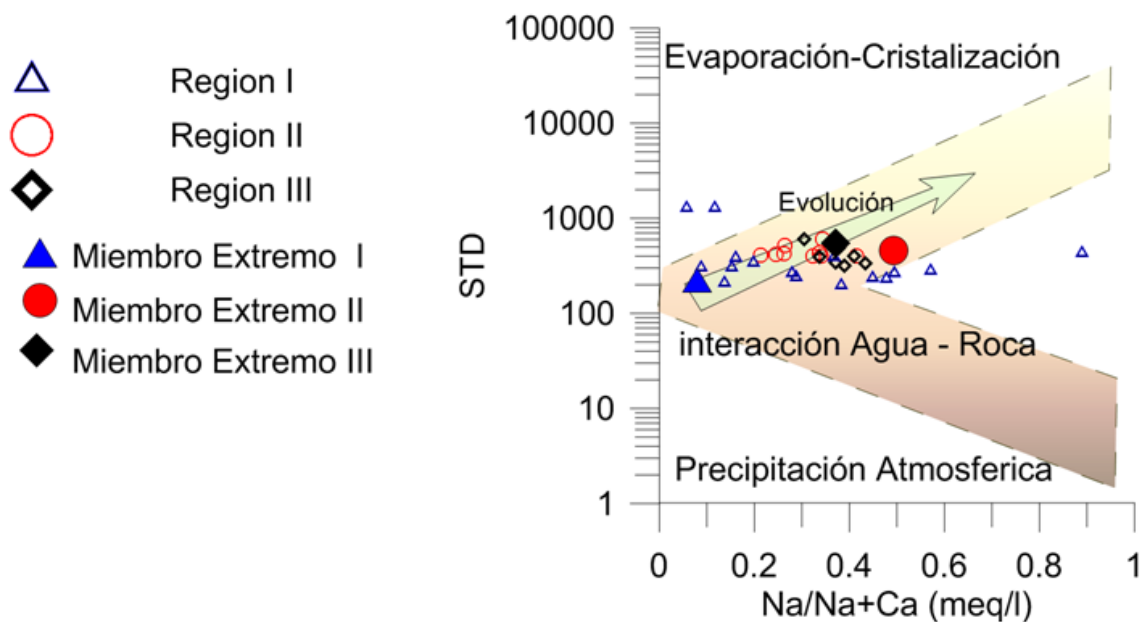 Region I
Region II
Region III
Miembro Extremo I
Miembro Extremo II
Miembro Extremo III
STD
100000
10000
1000
100
10
1
Evaporación-Cristalización
Evolución
interacción Agua - Roca
Precipitación Atmosferica
0 0.2 0.4 0.6 0.8 1
Na/Na+Ca (meq/l)